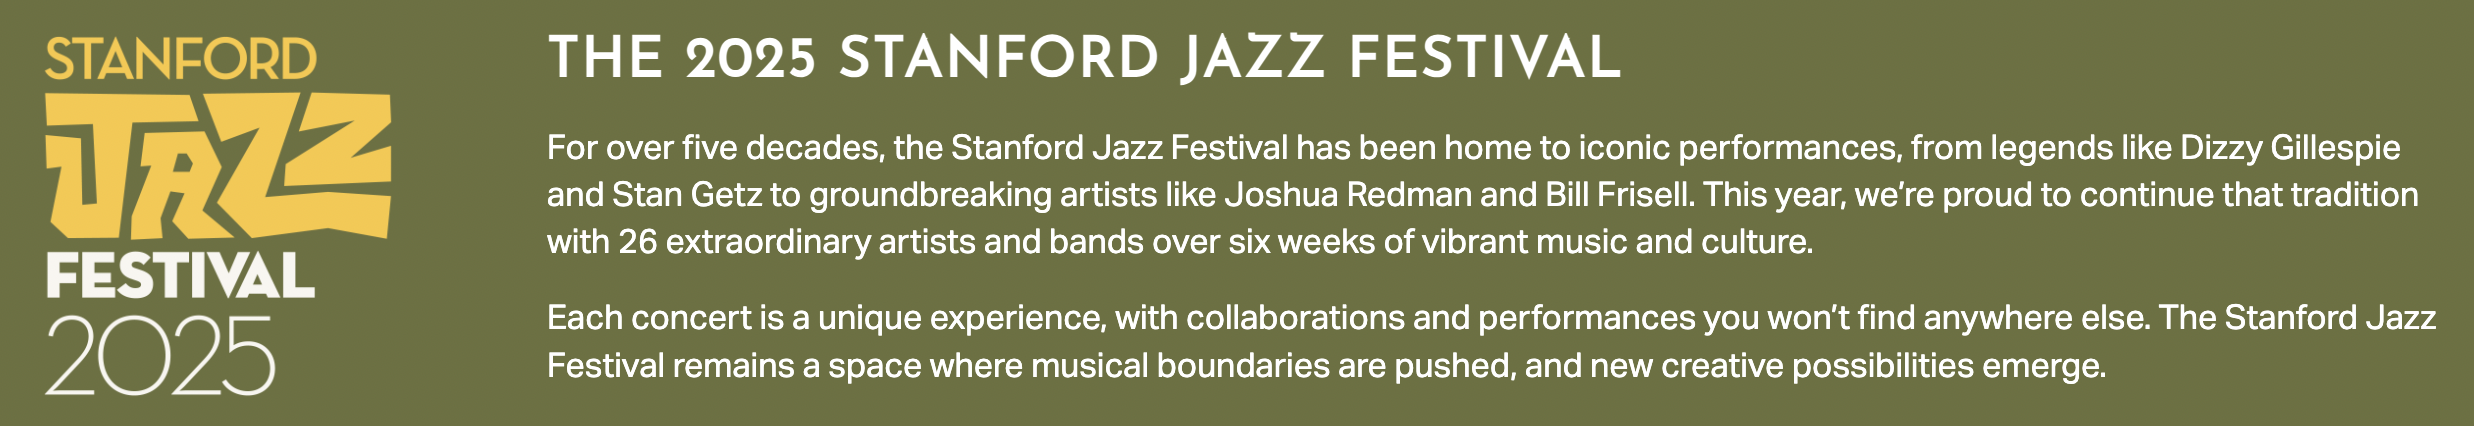 STANFORD
JAZZ
FESTIVAL
2025
THE 2025 STANFORD JAZZ FESTIVAL
For over five decades, the Stanford Jazz Festival has been home to iconic performances, from legends like Dizzy Gillespie
and Stan Getz to groundbreaking artists like Joshua Redman and Bill Frisell. This year, we’re proud to continue that tradition
with 26 extraordinary artists and bands over six weeks of vibrant music and culture.
Each concert is a unique experience, with collaborations and performances you won’t find anywhere else. The Stanford Jazz
Festival remains a space where musical boundaries are pushed, and new creative possibilities emerge.